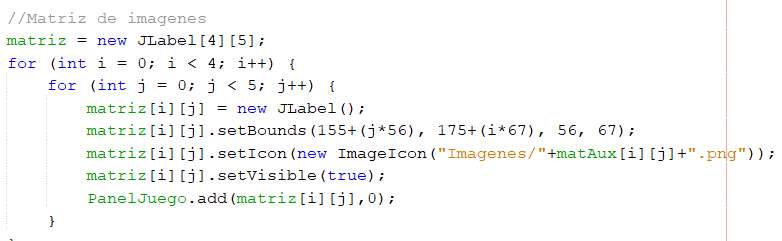 //Matriz de imagenes
matriz = new JLabel[4][5];
for (int i = 0; i < 4; i++) {
for (int j = 0; j < 5; j++) {
matriz[i][j] = new JLabel();
matriz[i][j].setBounds(155+(j*56), 175+(i*67), 56, 67);
matriz[i][j].setIcon(new ImageIcon("Imagenes/"+matAux[i][j]+".png"));
matriz[i][j].setVisible(true);
PanelJuego.add(matriz[i][j],0);
}